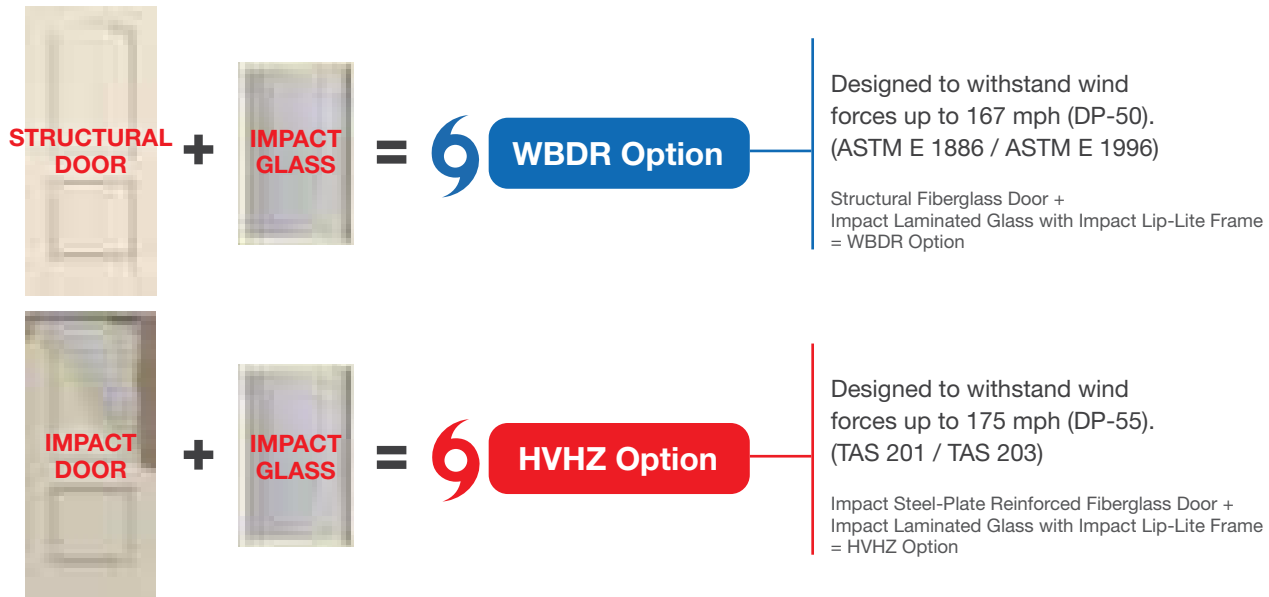 STRUCTURAL
DOOR
+
IMPACT
GLASS
=
WBDR Option
Designed to withstand wind
forces up to 167 mph (DP-50).
(ASTM E 1886 / ASTM E 1996)
Structural Fiberglass Door +
Impact Laminated Glass with Impact Lip-Lite Frame
= WBDR Option
IMPACT
DOOR
+
IMPACT
GLASS
=
HVHZ Option
Designed to withstand wind
forces up to 175 mph (DP-55).
(TAS 201 / TAS 203)
Impact Steel-Plate Reinforced Fiberglass Door +
Impact Laminated Glass with Impact Lip-Lite Frame
= HVHZ Option